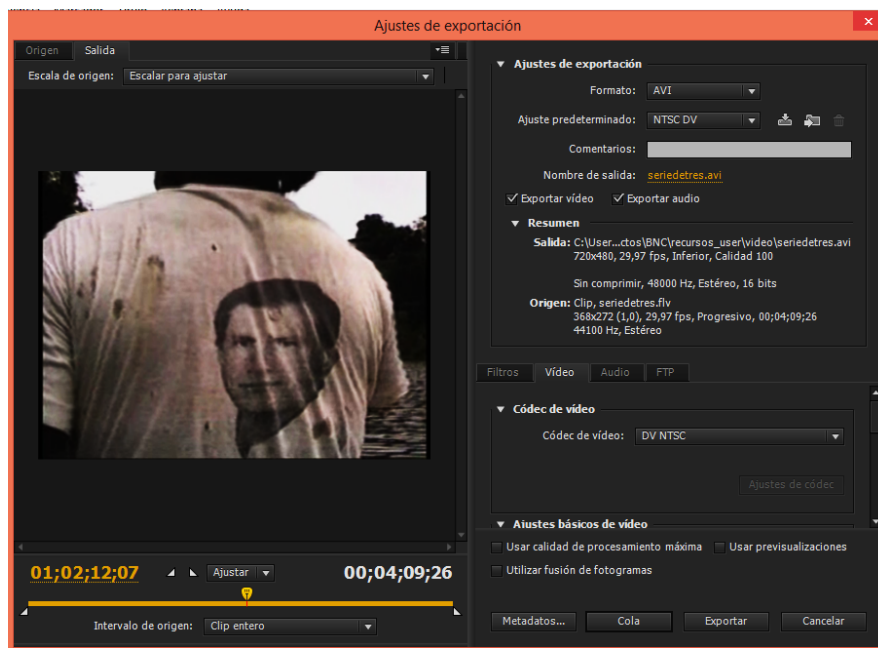 Ajustes de exportación
Origen
Salida
Escala de origen: Escalar para ajustar
01;02;12;07
Ajustar
00;04;09;26
Intervalo de origen: Clip entero
Ajustes de exportación
Formato: AVI
Ajuste predeterminado: NTSC DV
Comentarios:
Nombre de salida: seriedetres.avi
Exportar vídeo Exportar audio
Resumen
Salida: C:\User...ctos\BNC\recursos_user\video\seriedetres.avi
720x480, 29,97 fps, Inferior, Calidad 100
Sin comprimir, 48000 Hz, Estéreo, 16 bits
Origen: Clip, seriedetres.flv
368x272 (1,0), 29,97 fps, Progresivo, 00;04;09;26
44100 Hz, Estéreo
Filtros Vídeo Audio FTP
Códec de vídeo
Códec de vídeo: DV NTSC
Ajustes de códec
Ajustes básicos de vídeo
Usar calidad de procesamiento máxima Usar previsualizaciones
Utilizar fusión de fotogramas
Metadatos... Cola Exportar Cancelar